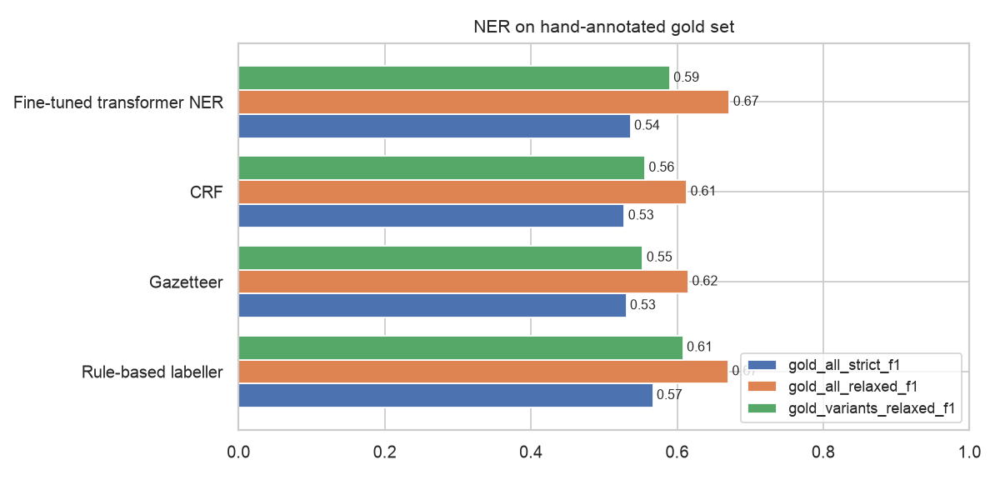 NER on hand-annotated gold set
0.59
Fine-tuned transformer NER
0.67
0.54
0.56
CRF
0.61
0.53
0.55
Gazetteer
0.62
0.53
0.61
Rule-based labeller
0.67
0.57
gold_all_strict_f1
gold_all_relaxed_f1
gold_variants_relaxed_f1
0.0 0.2 0.4 0.6 0.8 1.0